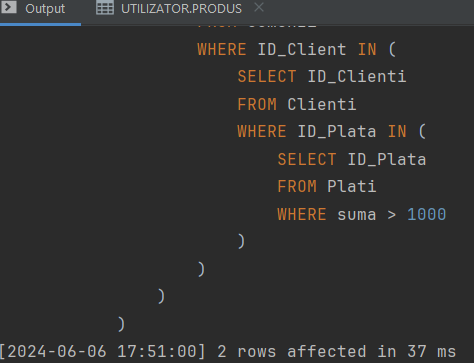 Output UTILIZATOR.PRODUS
WHERE ID_Client IN (
SELECT ID_Clienti
FROM Clienti
WHERE ID_Plata IN (
SELECT ID_Plata
FROM Plati
WHERE suma > 1000
)
)
)
)
[2024-06-06 17:51:00] 2 rows affected in 37 ms